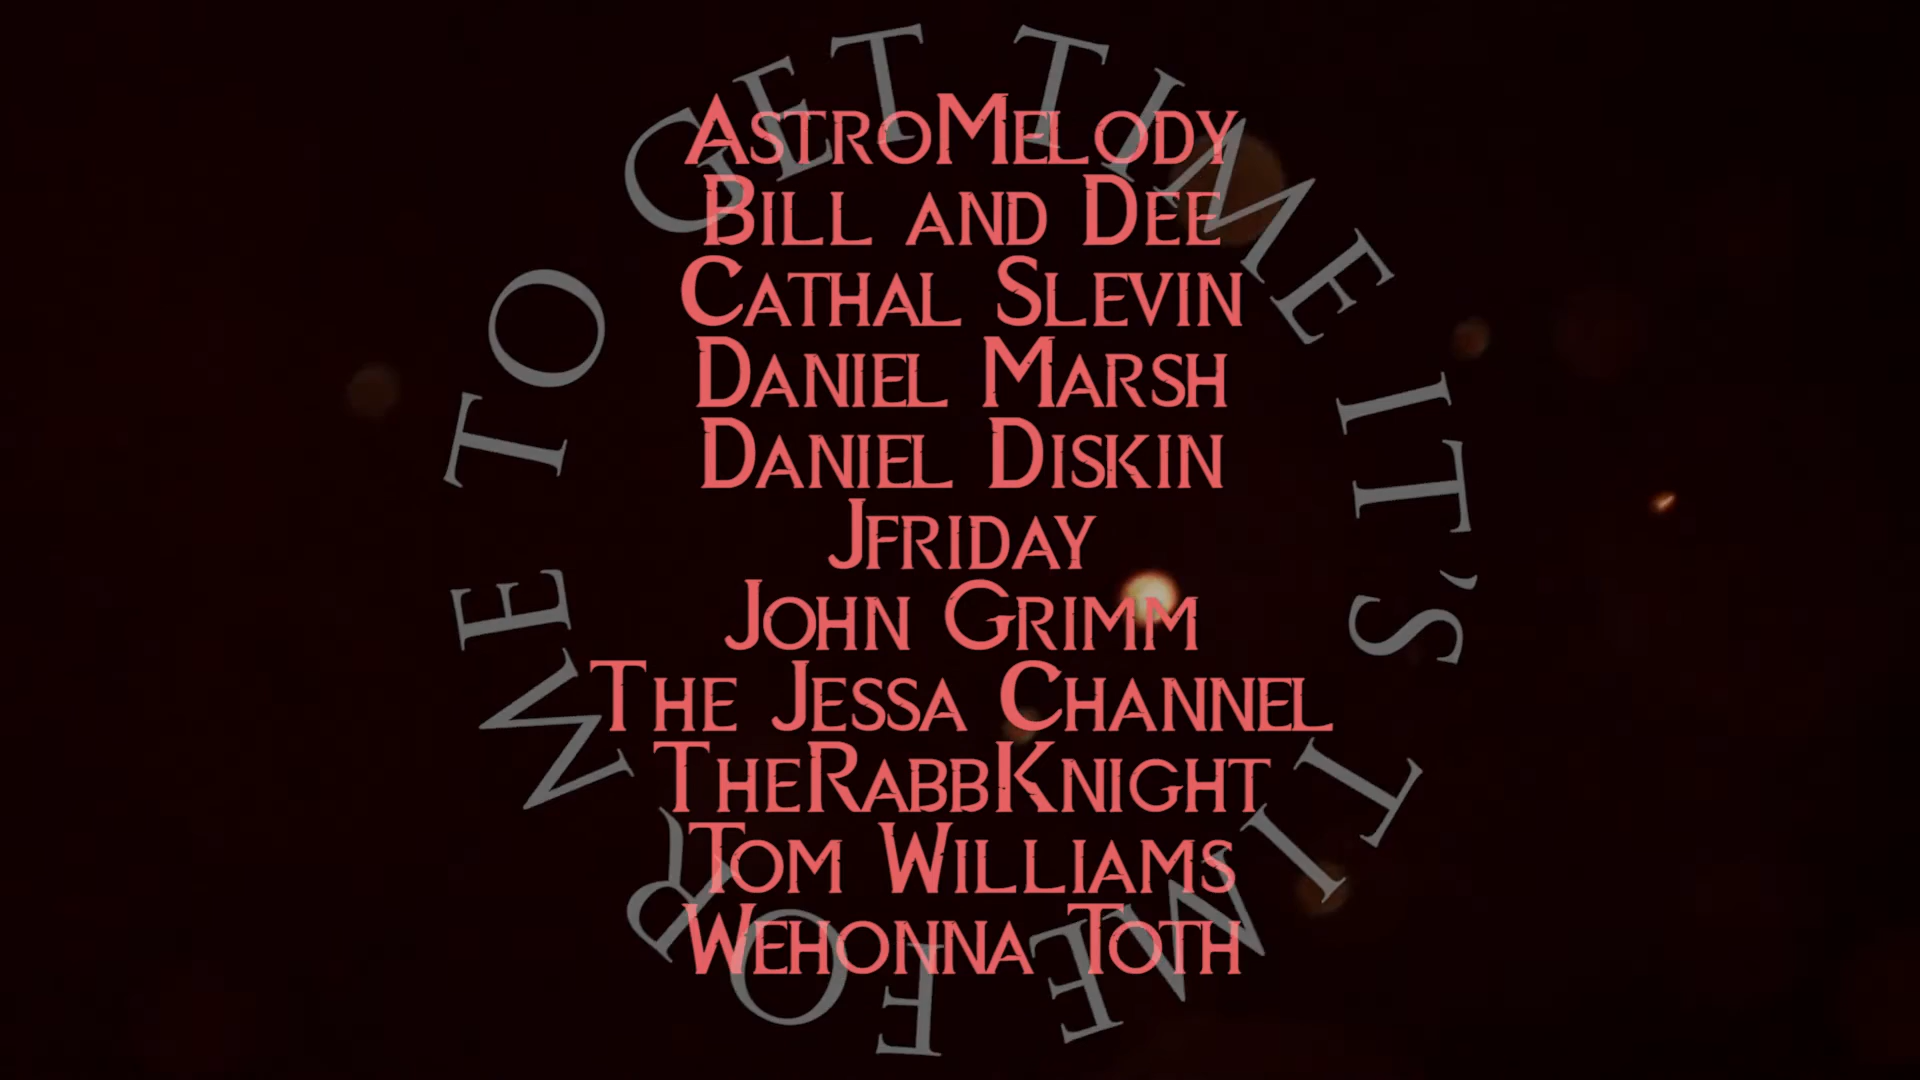 AstroMelody
Bill and Dee
Cathal Slevin
Daniel Marsh
Daniel Diskin
Jfriday
John Grimm
The Jessa Channel
TheRabbKnight
Tom Williams
Wehonna Toth
TIME IT'S TIME FOR ME TO GET